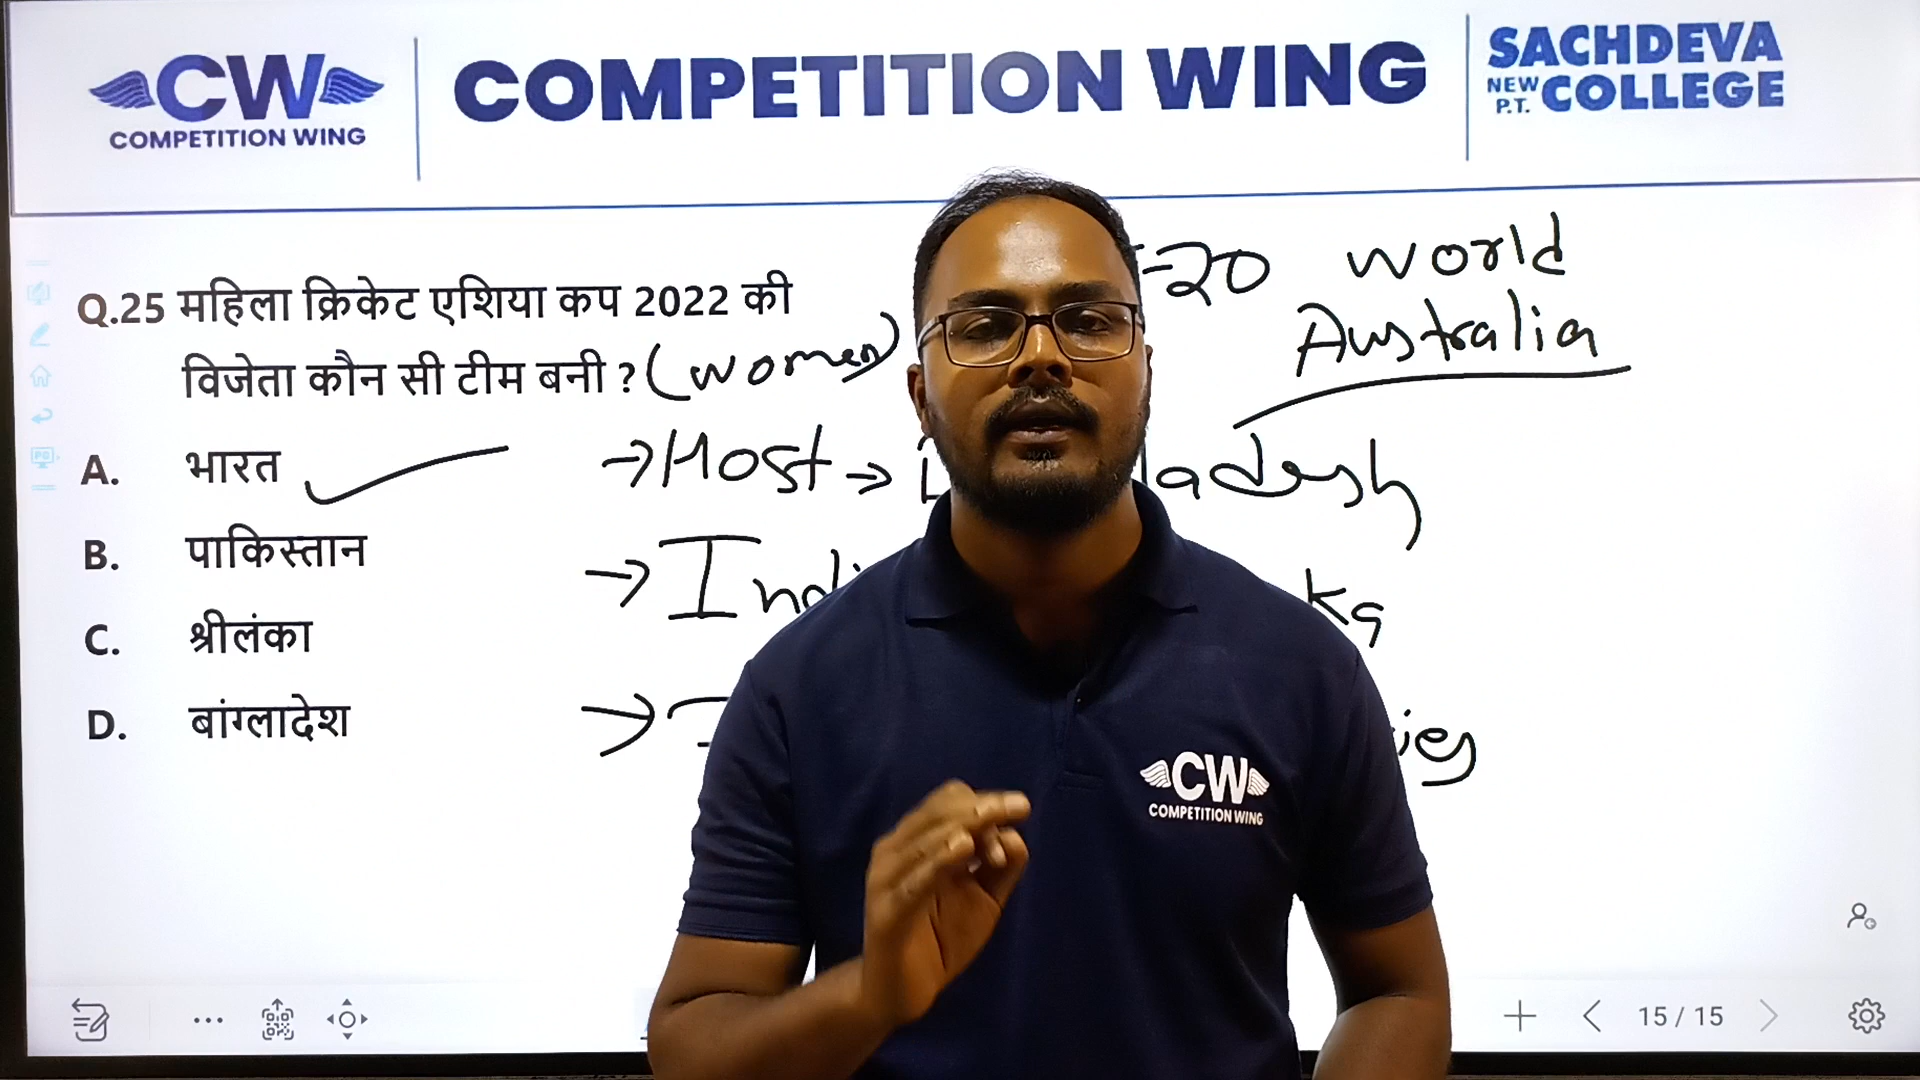 CW
COMPETITION WING
COMPETITION WING
SACHDEVA
NEW P.T. COLLEGE
Q.25 महिला क्रिकेट एशिया कप 2022 की
विजेता कौन सी टीम बनी ? (women)
-20 world
Australia
A. भारत
B. पाकिस्तान
C. श्रीलंका
D. बांग्लादेश
→Host→
→
→
CW
COMPETITION WING
15 / 15